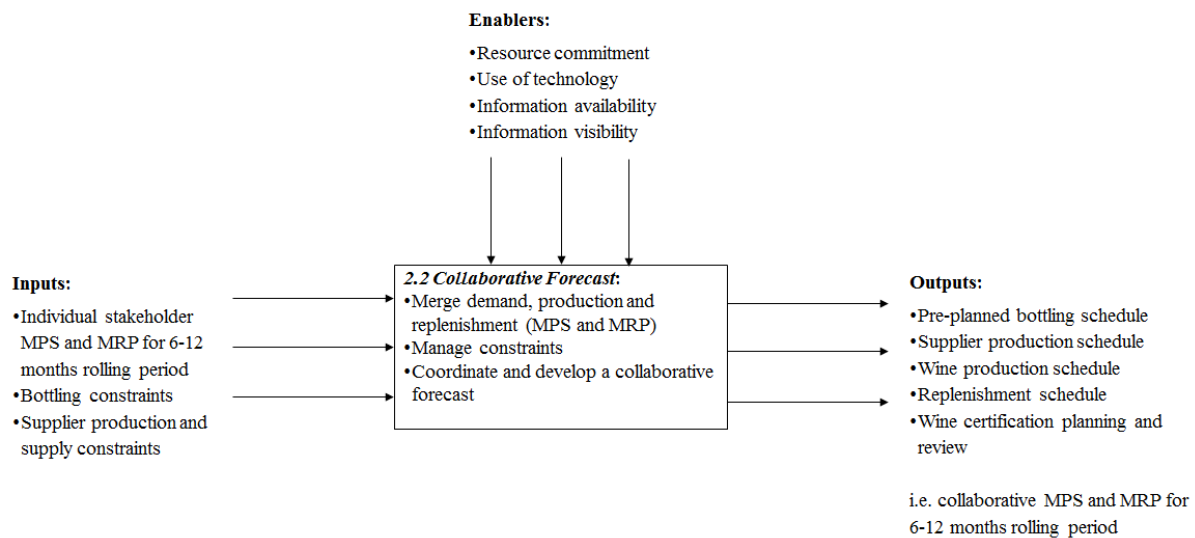 Enablers:
•Resource commitment
•Use of technology
•Information availability
•Information visibility
Inputs:
•Individual stakeholder
MPS and MRP for 6-12
months rolling period
•Bottling constraints
•Supplier production and
supply constraints
2.2 Collaborative Forecast:
•Merge demand, production and
replenishment (MPS and MRP)
•Manage constraints
•Coordinate and develop a collaborative
forecast
Outputs:
•Pre-planned bottling schedule
•Supplier production schedule
•Wine production schedule
•Replenishment schedule
•Wine certification planning and
review
i.e. collaborative MPS and MRP for
6-12 months rolling period